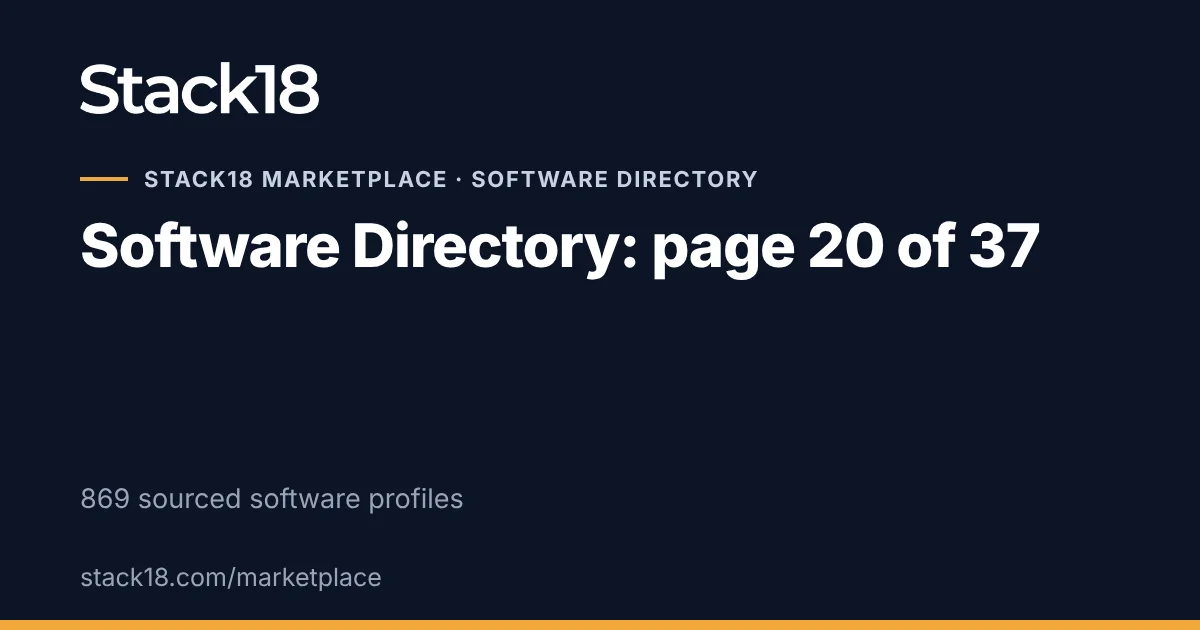 Stack18
STACK18 MARKETPLACE · SOFTWARE DIRECTORY
Software Directory: page 20 of 37
869 sourced software profiles
stack18.com/marketplace